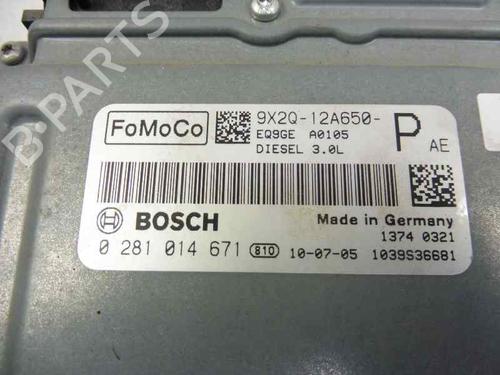 FoMoCo
9X2Q-12A650-
EQ9GE A0105
DIESEL 3.0L
P AE
BOSCH
Made in Germany
1374 0321
0 281 014 671 810 10-07-05 1039S36681
B-PARTS